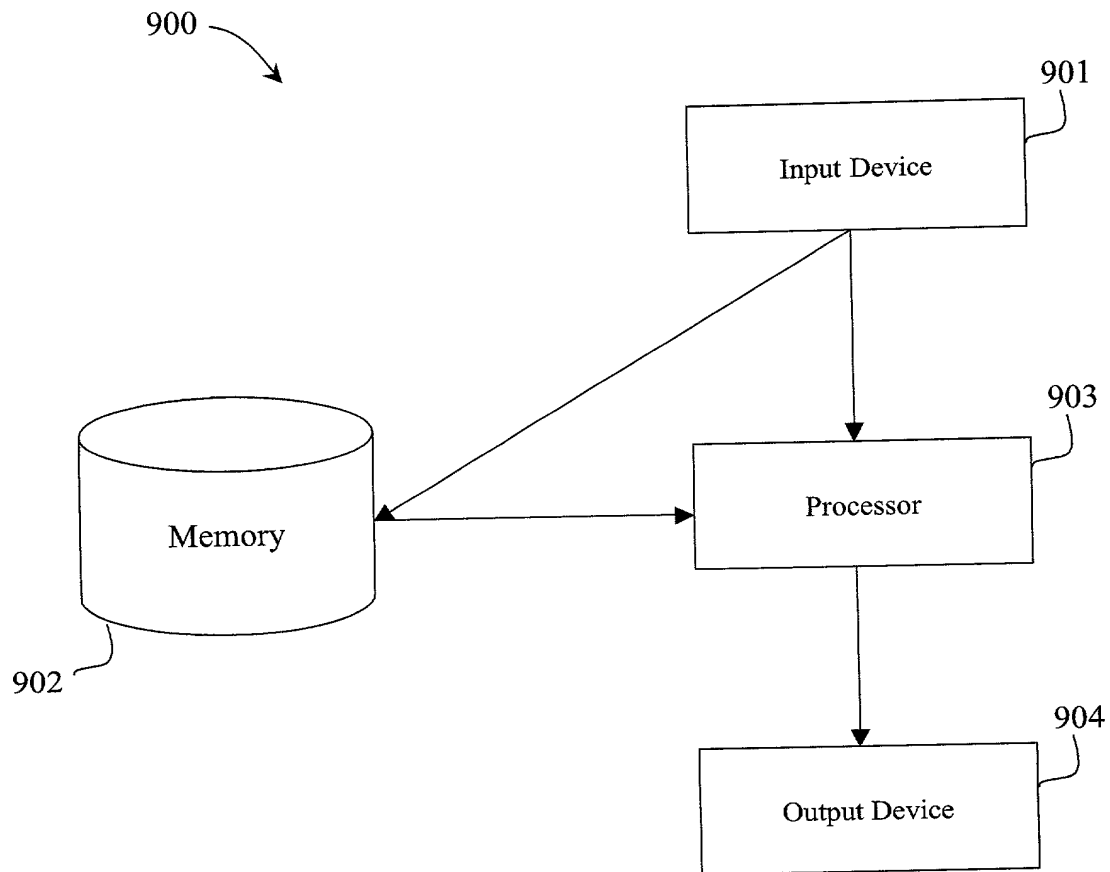 900
901
Input Device
903
Processor
Memory
902
904
Output Device